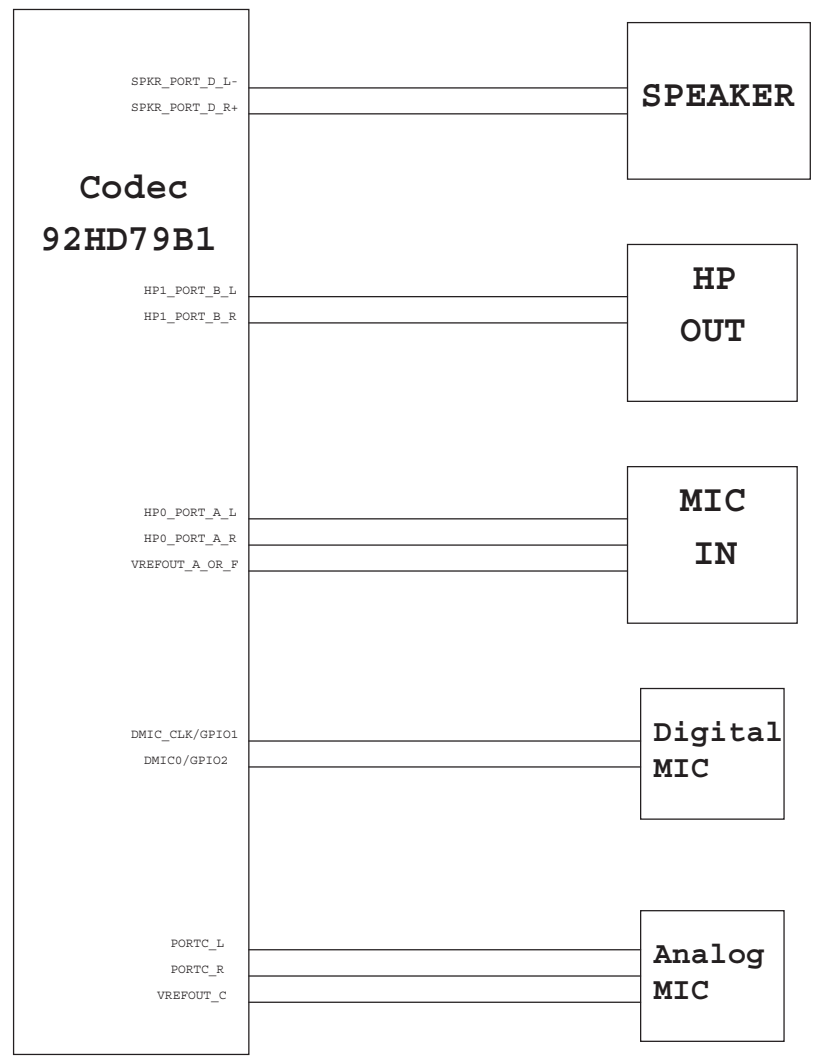 SPKR_PORT_D_L-
SPKR_PORT_D_R+
SPEAKER
Codec
92HD79B1
HP1_PORT_B_L
HP1_PORT_B_R
HP
OUT
HP0_PORT_A_L
HP0_PORT_A_R
VREFOUT_A_OR_F
MIC
IN
DMIC_CLK/GPIO1
DMIC0/GPIO2
Digital
MIC
PORTC_L
PORTC_R
VREFOUT_C
Analog
MIC